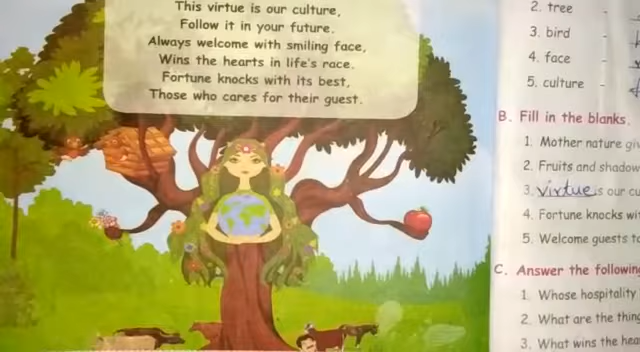 This virtue is our culture,
Follow it in your future.
Always welcome with smiling face,
Wins the hearts in life's race.
Fortune knocks with its best,
Those who cares for their guest.
2. tree -
3. bird -
4. face -
5. culture -
B. Fill in the blanks.
1. Mother nature
2. Fruits and shadow
3. virtue is our
4. Fortune knocks
5. Welcome guests
C. Answer the following
1. Whose hospitality
2. What are the
3. What wins the